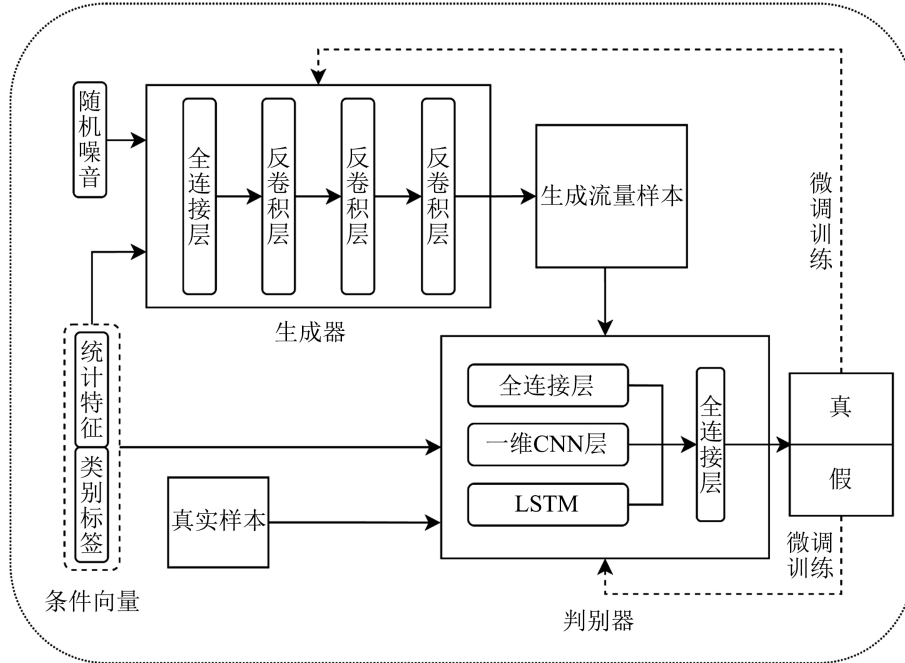 随机噪音
全连接层
反卷积层
反卷积层
反卷积层
生成流量样本
微调训练
生成器
统计特征
类别标签
条件向量
真实样本
全连接层
一维CNN层
LSTM
全连接层
真
假
微调
训练
判别器